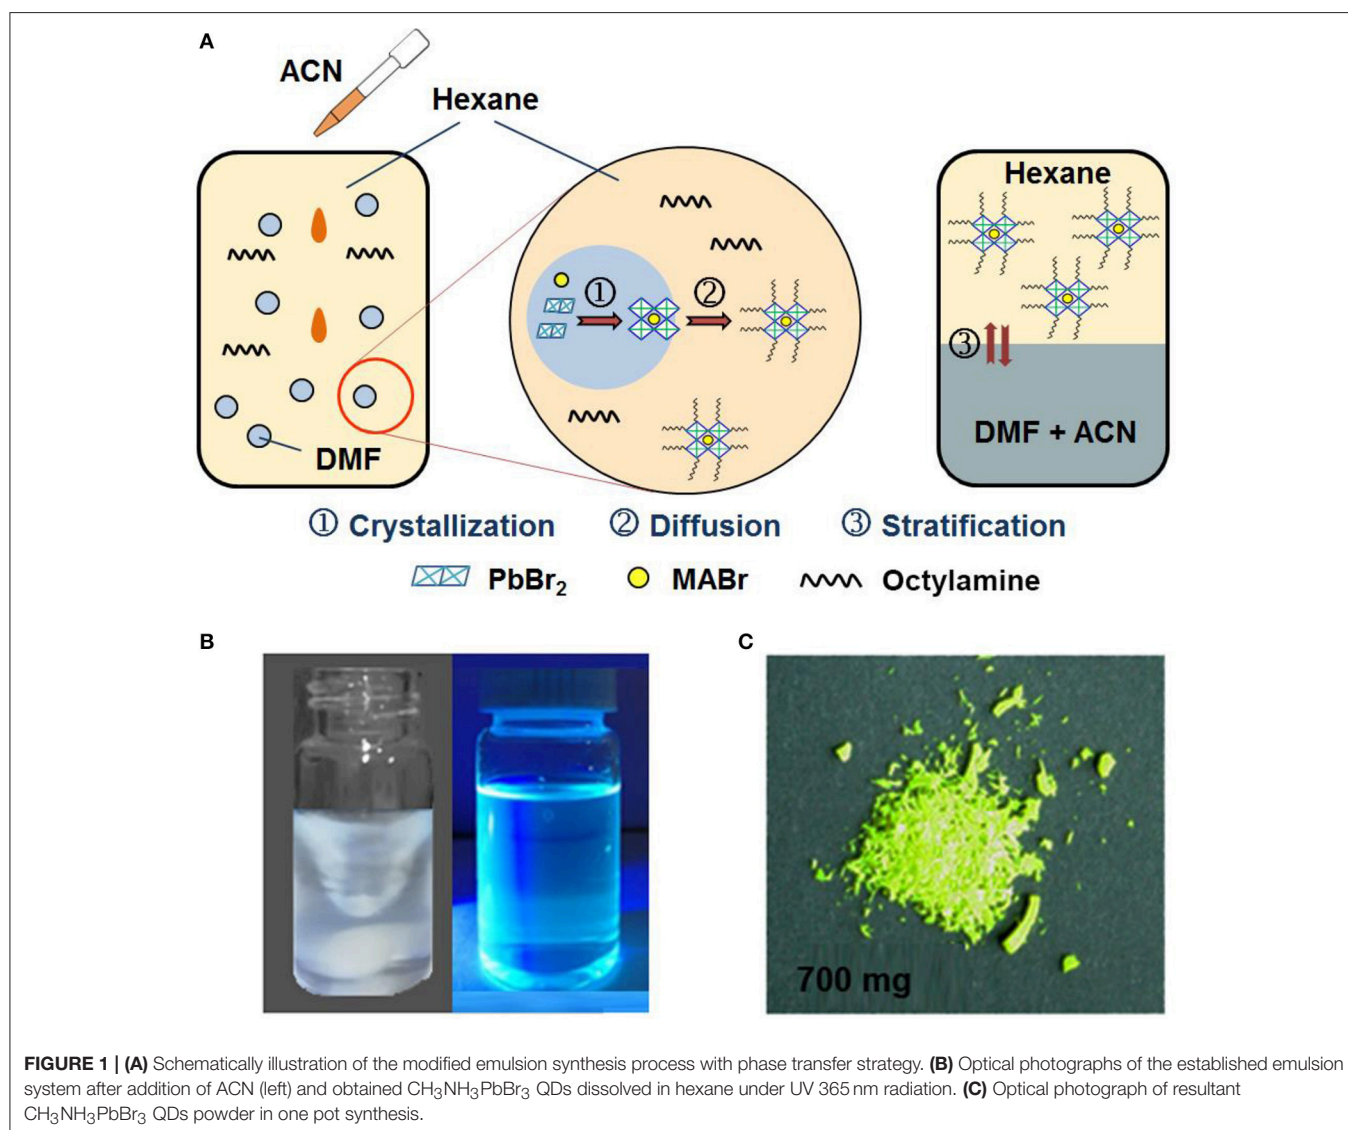 A
ACN
Hexane
Hexane
① ②
③
DMF
DMF + ACN
① Crystallization ② Diffusion ③ Stratification
PbBr₂ MABr Octylamine
B C
700 mg
FIGURE 1 | (A) Schematically illustration of the modified emulsion synthesis process with phase transfer strategy. (B) Optical photographs of the established emulsion
system after addition of ACN (left) and obtained CH₃NH₃PbBr₃ QDs dissolved in hexane under UV 365 nm radiation. (C) Optical photograph of resultant
CH₃NH₃PbBr₃ QDs powder in one pot synthesis.